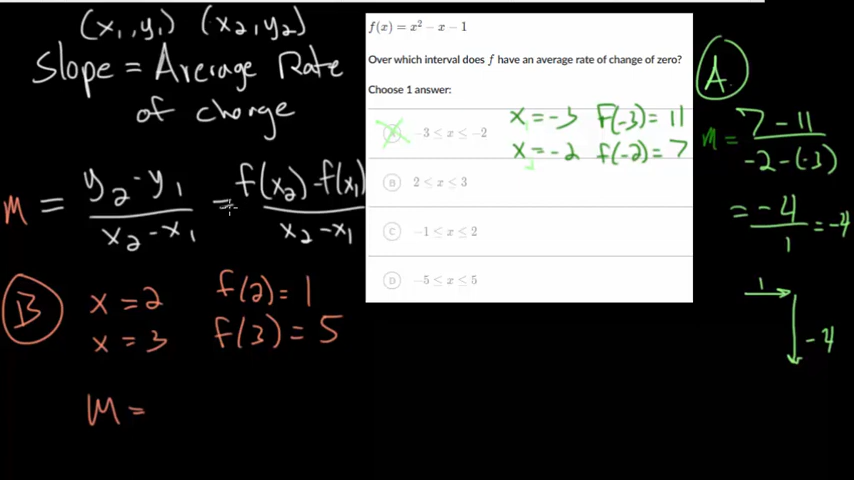 (x₁,y₁) (x₂,y₂)
Slope = Average Rate
of change
m = y₂-y₁ / x₂-x₁ = f(x₂)-f(x₁) / x₂-x₁
f(x) = x² − x − 1
Over which interval does f have an average rate of change of zero?
Choose 1 answer:
A −3 ≤ x ≤ −2
x = -3 f(-3) = 11
x = -2 f(-2) = 7
B 2 ≤ x ≤ 3
C −1 ≤ x ≤ 2
D −5 ≤ x ≤ 5
A.
m = 7-11 / -2-(-3)
= -4 / 1 = -4
1
-4
B
x = 2 f(2) = 1
x = 3 f(3) = 5
M =